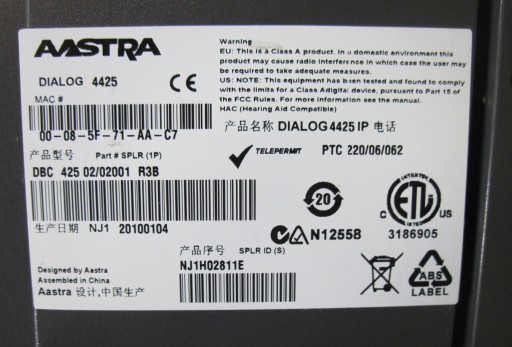 AASTRA
DIALOG 4425
CE
MAC #
00-08-5F-71-AA-C7
Warning
EU: This is a Class A product. In a domestic environment this
product may cause radio interference in which case the user may
be required to take adequate measures.
US: This equipment has been tested and found to comply
with the limits for a Class A digital device, pursuant to Part 15 of
the FCC Rules. For more information see the manual.
HAC (Hearing Aid Compatible)
产品名称 DIALOG 4425 IP 电话
产品型号 Part # SPLR (1P)
DBC 425 02/02001 R3B
TELEPERMIT PTC 220/06/062
生产日期 NJ1 20100104
20
N12558
INTERTEK
ETL
C US
3186905
产品序号 SPLR ID (S)
NJ1H02811E
Designed by Aastra
Assembled in China
Aastra 设计,中国生产
ABS
LABEL